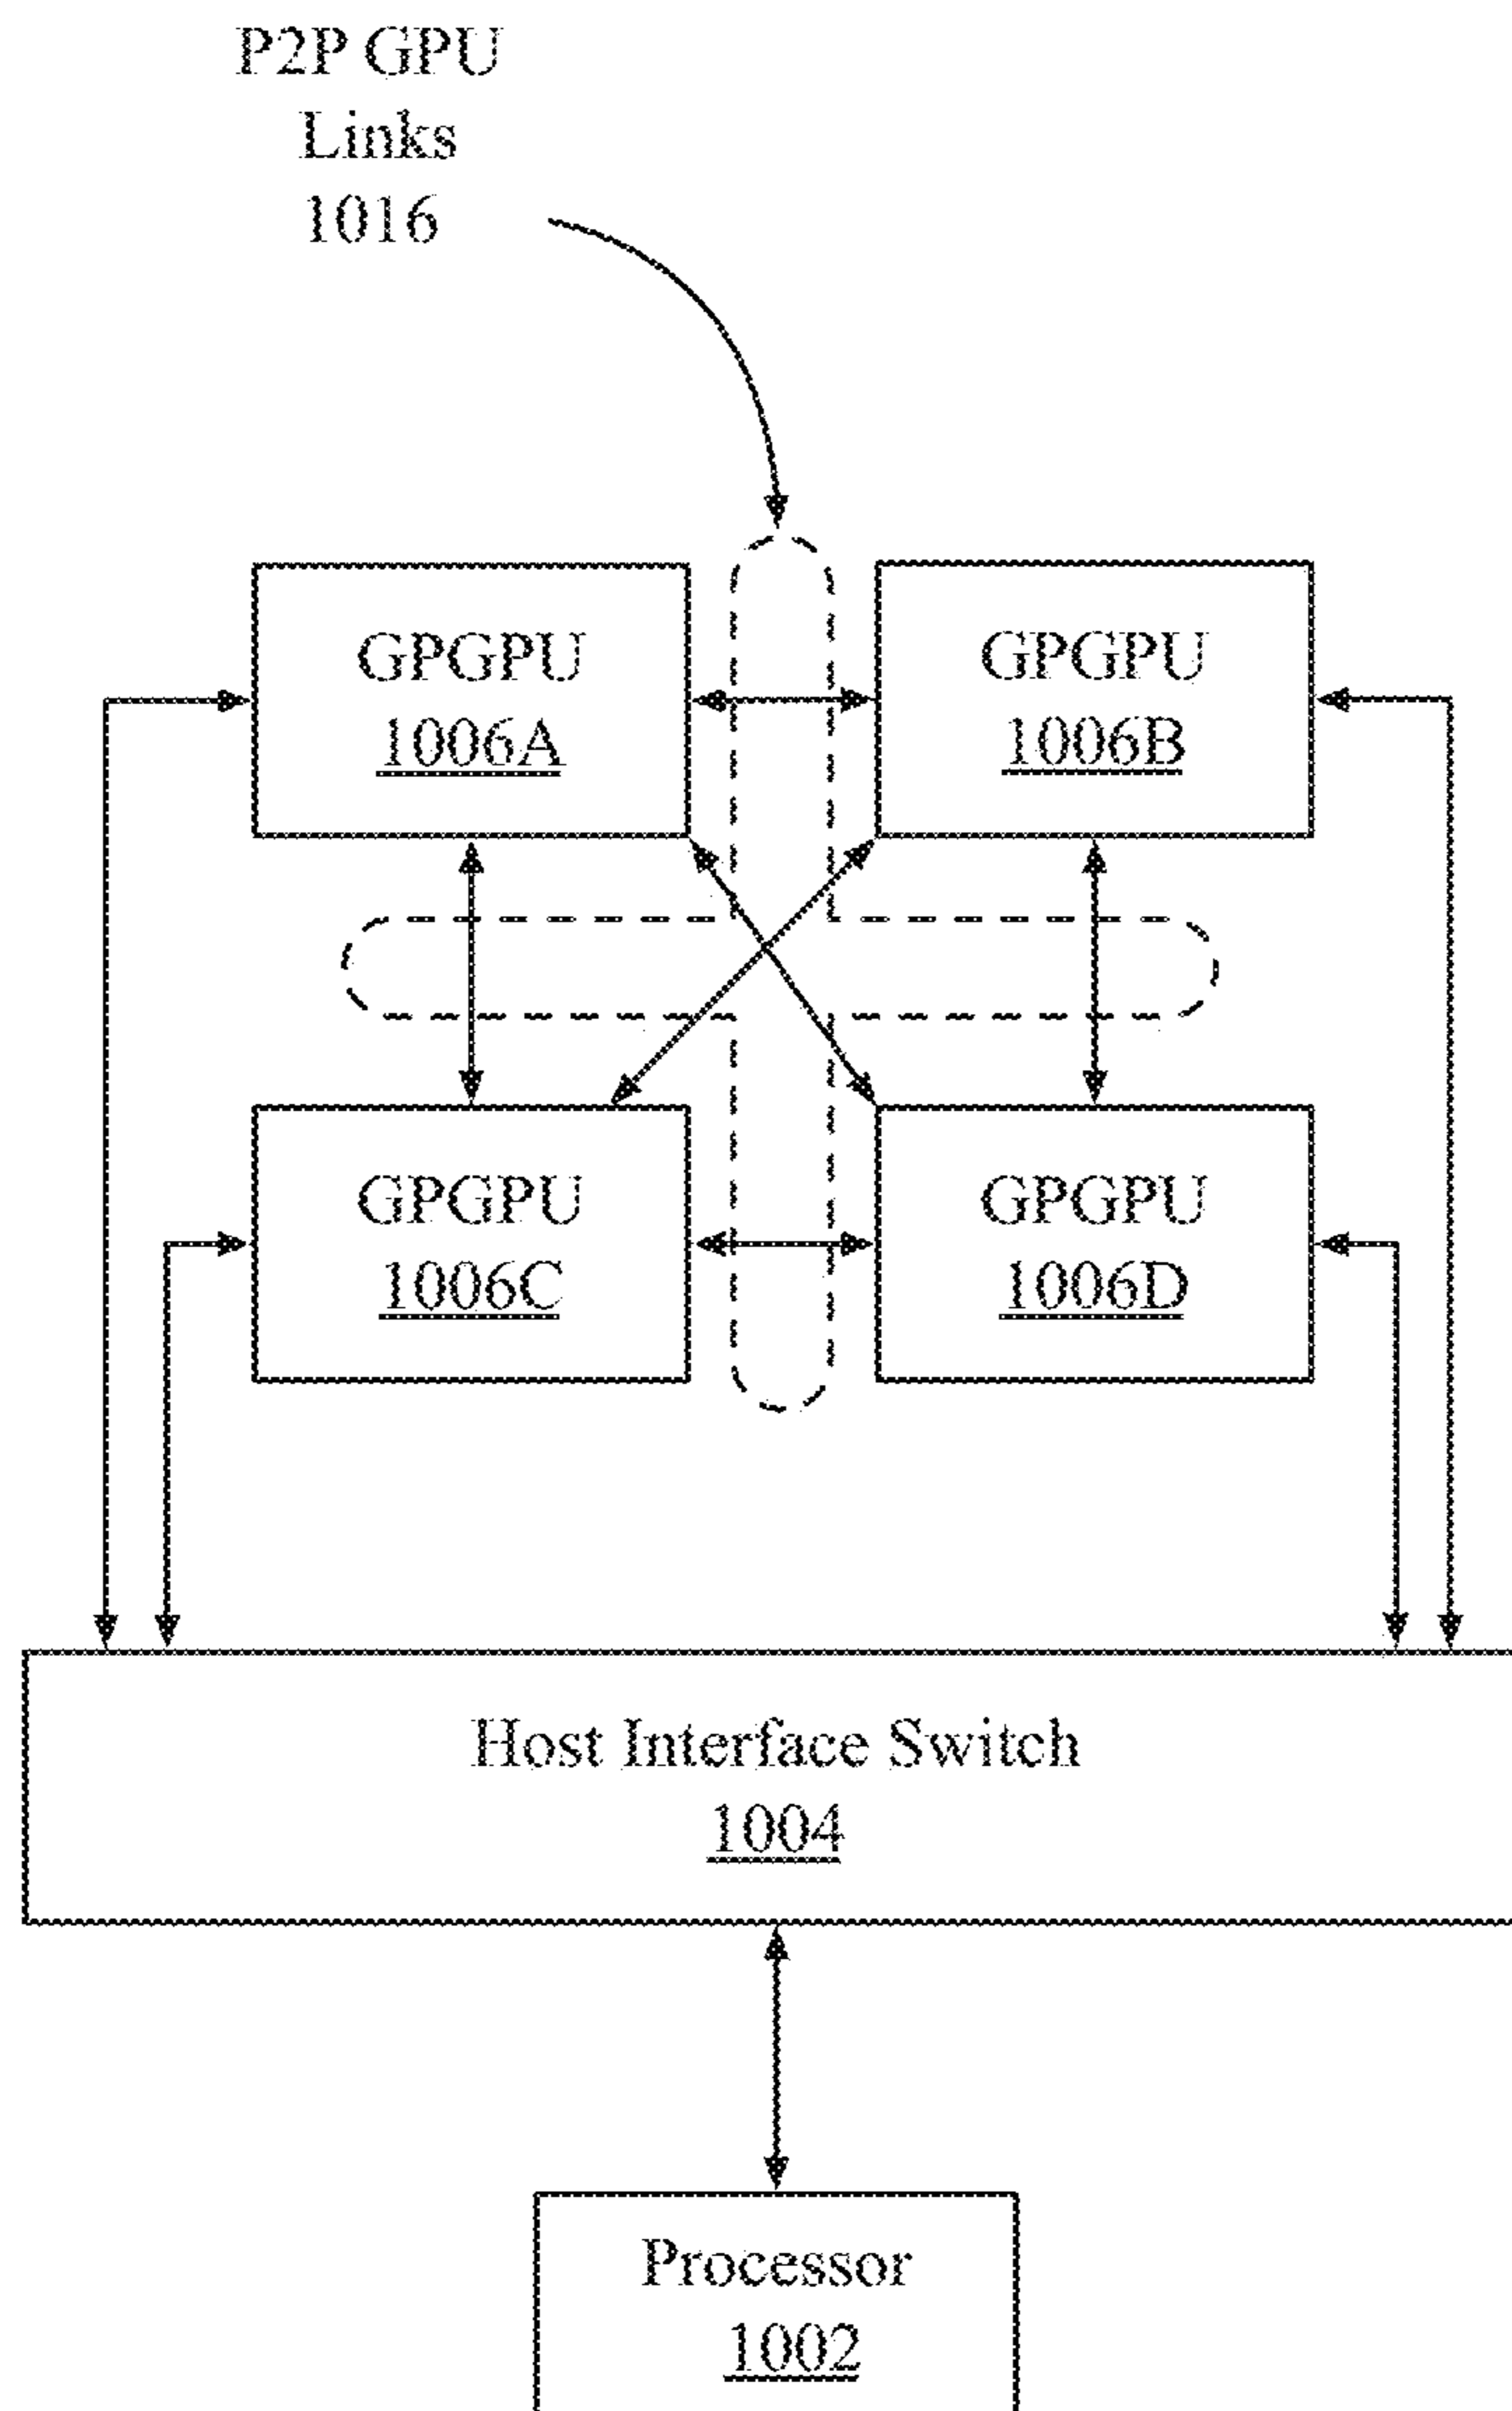 P2P GPU
Links
1016
GPGPU
1006A
GPGPU
1006B
GPGPU
1006C
GPGPU
1006D
Host Interface Switch
1004
Processor
1002